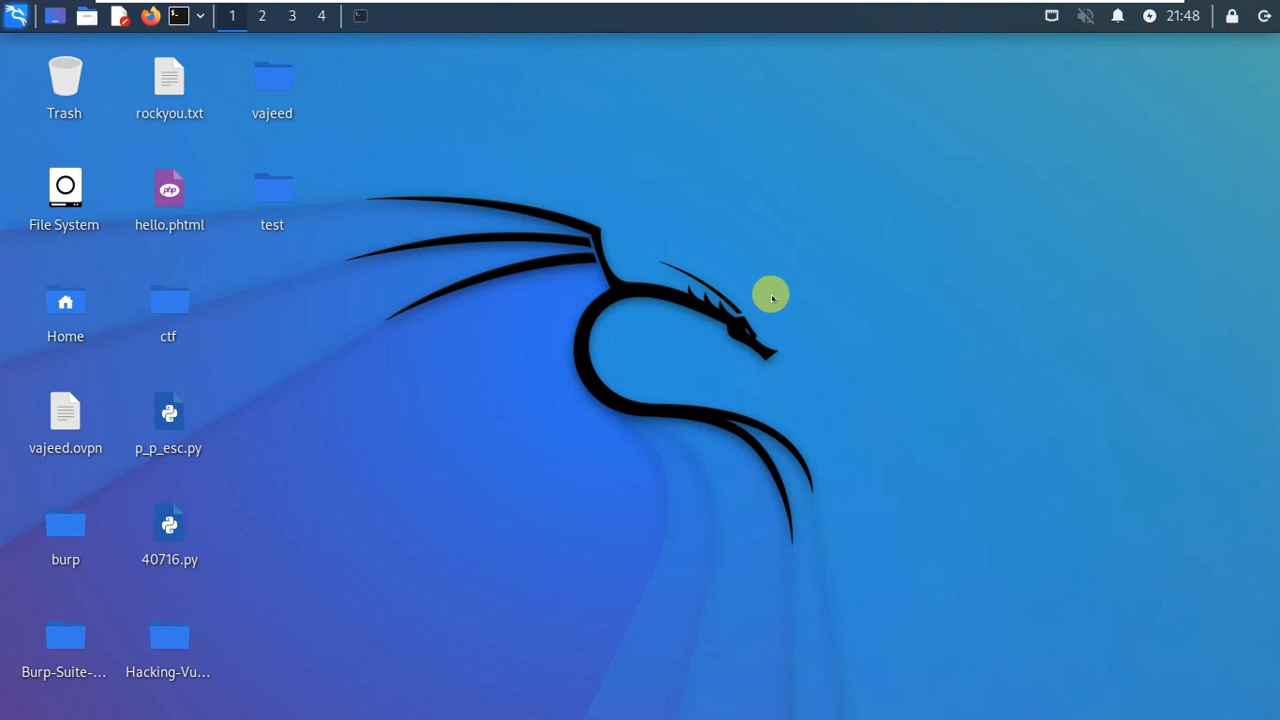 1 2 3 4
21:48
Trash
rockyou.txt
vajeed
File System
hello.phtml
php
test
Home
ctf
vajeed.ovpn
p_p_esc.py
burp
40716.py
Burp-Suite-...
Hacking-Vu...